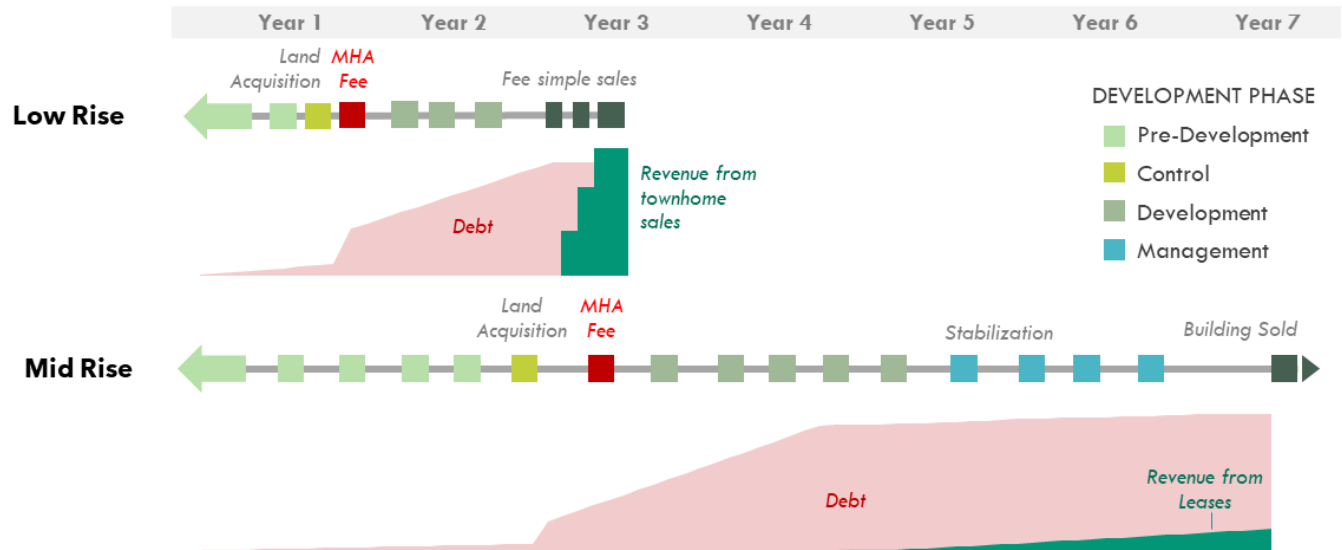 Year 1 Year 2 Year 3 Year 4 Year 5 Year 6 Year 7
Land
Acquisition
MHA
Fee
Fee simple sales
Low Rise
Revenue from
townhome
sales
Debt
DEVELOPMENT PHASE
Pre-Development
Control
Development
Management
Land
Acquisition
MHA
Fee
Stabilization
Building Sold
Mid Rise
Debt
Revenue from
Leases